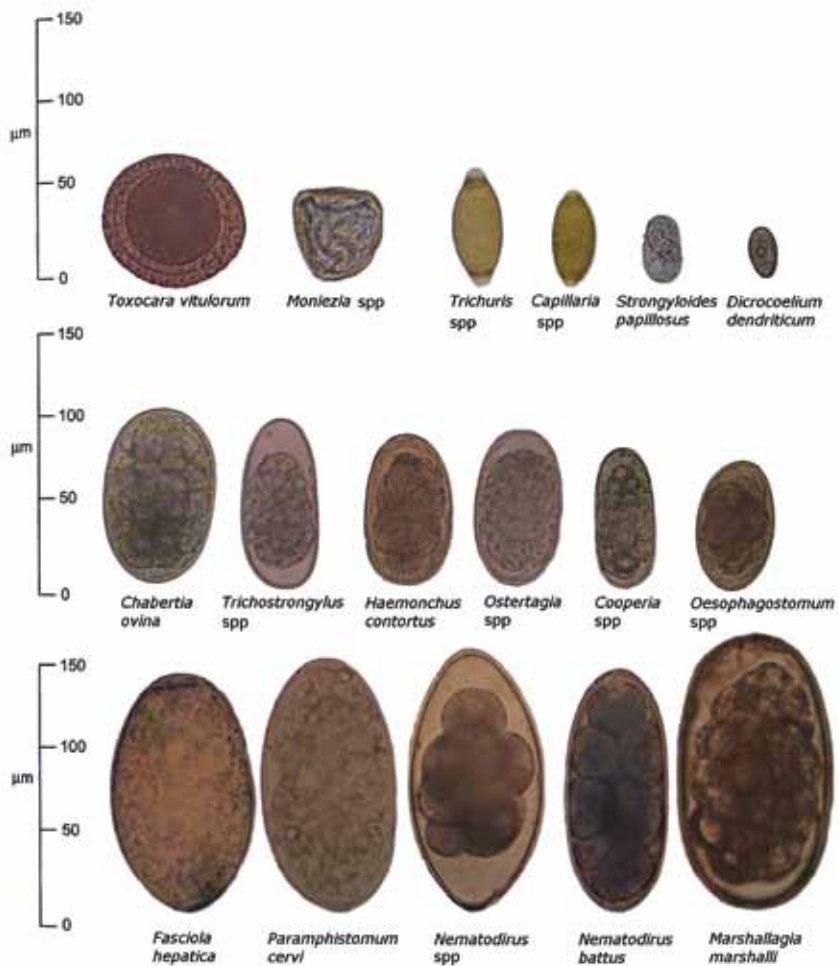 150
100
μm
50
0
Toxocara vitulorum
Moniezia spp
Trichuris
spp
Capillaria
spp
Strongyloides
papillosus
Dicrocoelium
dendriticum
150
100
μm
50
0
Chabertia
ovina
Trichostrongylus
spp
Haemonchus
contortus
Ostertagia
spp
Cooperia
spp
Oesophagostomum
spp
150
100
μm
50
0
Fasciola
hepatica
Paramphistomum
cervi
Nematodirus
spp
Nematodirus
battus
Marshallagia
marshalli